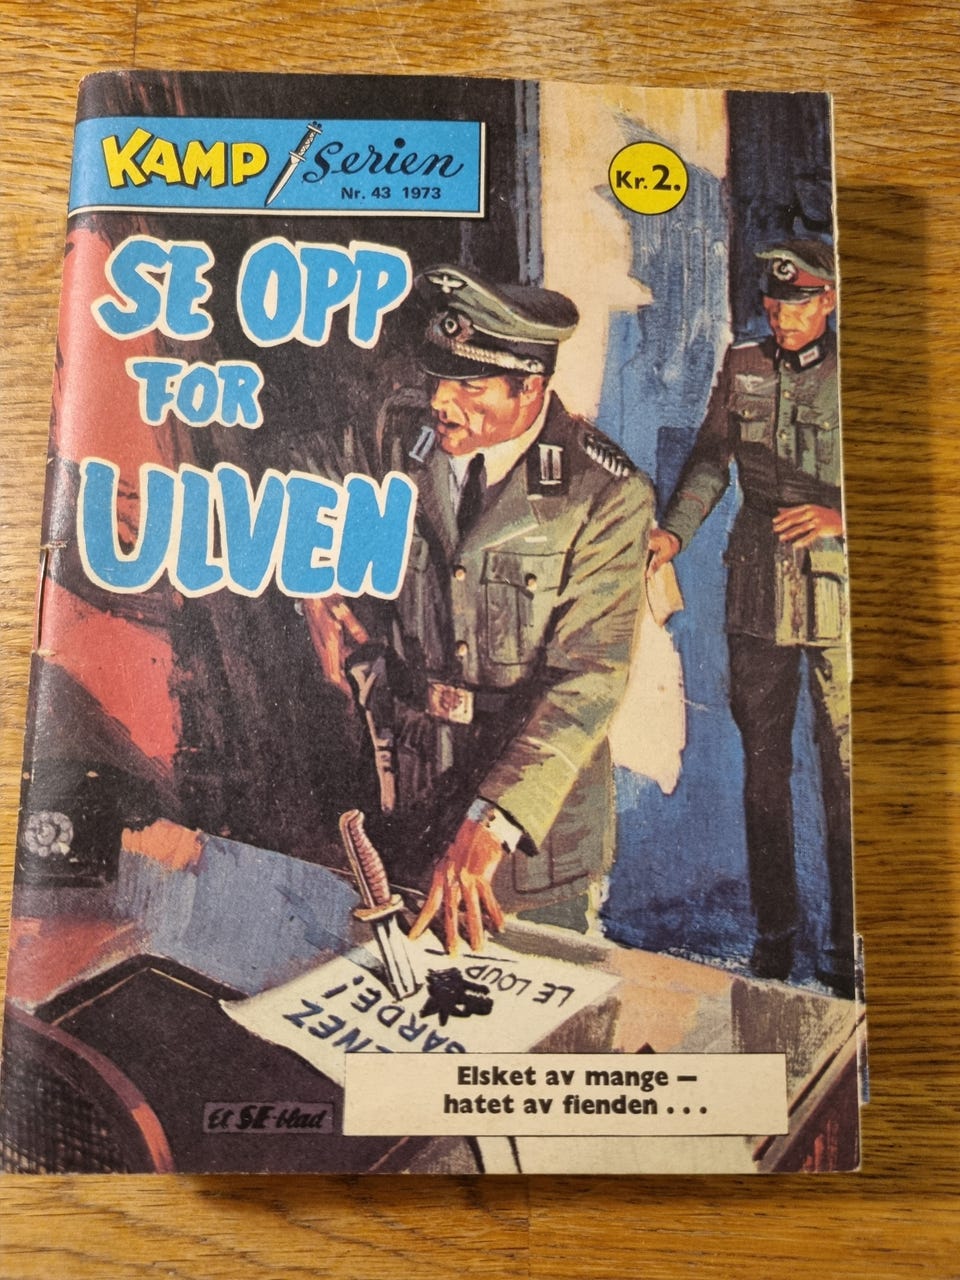 KAMP serien
Nr. 43 1973
Kr. 2.
SE OPP
FOR
ULVEN
LE LOUP
ENEZ
GARDE!
Elsket av mange –
hatet av fienden . . .
Et SE-blad